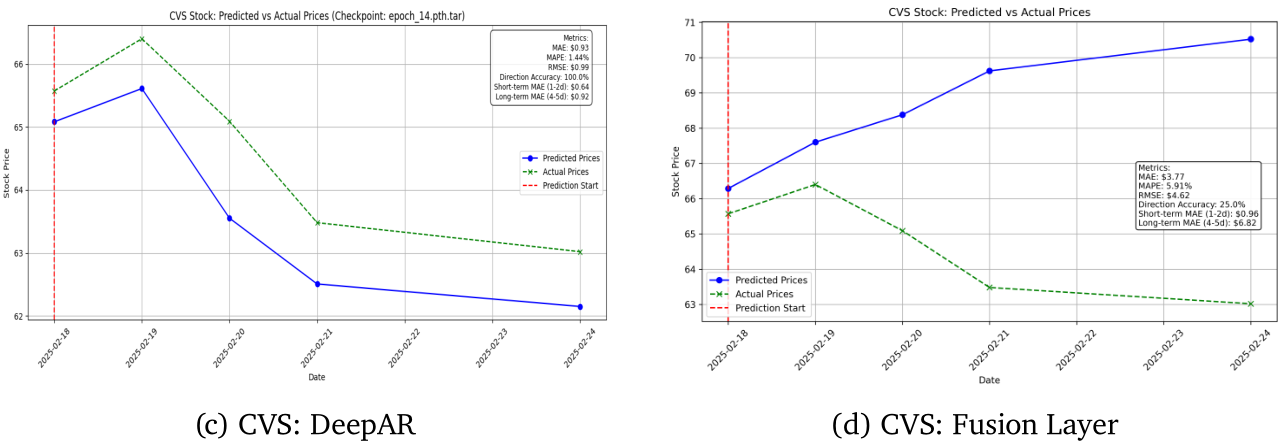 CVS Stock: Predicted vs Actual Prices (Checkpoint: epoch_14.pth.tar)
Metrics:
MAE: $0.93
MAPE: 1.44%
RMSE: $0.99
Direction Accuracy: 100.0%
Short-term MAE (1-2d): $0.64
Long-term MAE (4-5d): $0.92
66
65
64
63
62
Stock Price
Predicted Prices
Actual Prices
Prediction Start
2025-02-18
2025-02-19
2025-02-20
2025-02-21
2025-02-22
2025-02-23
2025-02-24
Date
(c) CVS: DeepAR
CVS Stock: Predicted vs Actual Prices
71
70
69
68
67
66
65
64
63
Stock Price
Metrics:
MAE: $3.77
MAPE: 5.91%
RMSE: $4.62
Direction Accuracy: 25.0%
Short-term MAE (1-2d): $0.96
Long-term MAE (4-5d): $6.82
Predicted Prices
Actual Prices
Prediction Start
2025-02-18
2025-02-19
2025-02-20
2025-02-21
2025-02-22
2025-02-23
2025-02-24
Date
(d) CVS: Fusion Layer